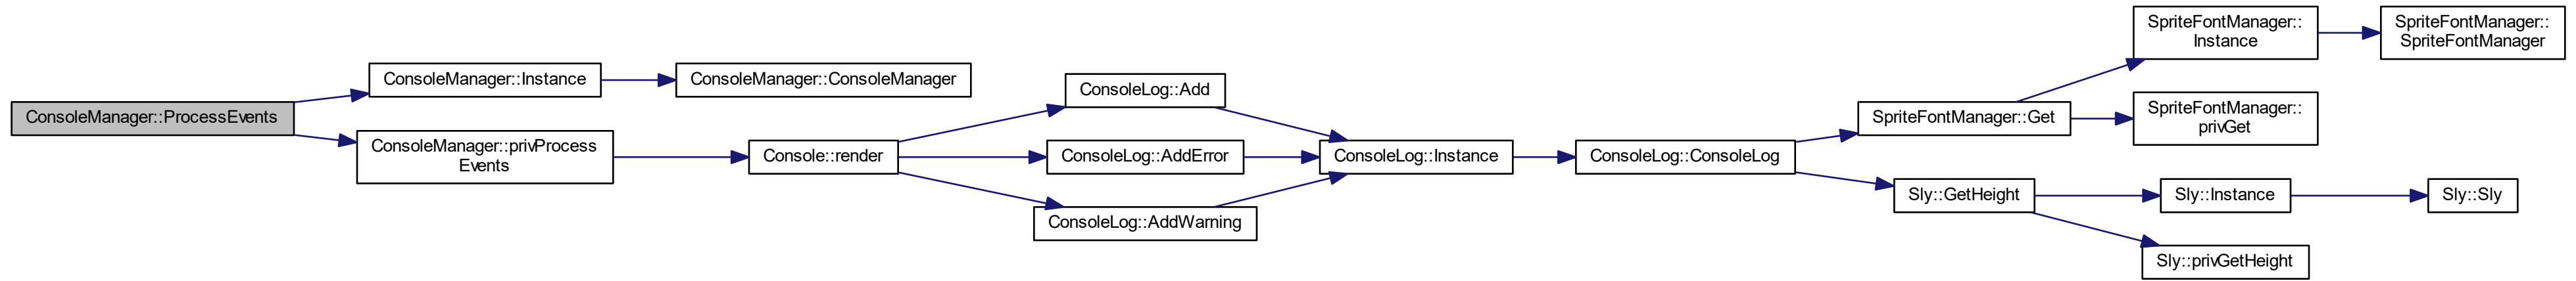 ConsoleManager::ProcessEvents
ConsoleManager::Instance
ConsoleManager::ConsoleManager
ConsoleManager::privProcess
Events
Console::render
ConsoleLog::Add
ConsoleLog::AddError
ConsoleLog::AddWarning
ConsoleLog::Instance
ConsoleLog::ConsoleLog
SpriteFontManager::Get
SpriteFontManager::
Instance
SpriteFontManager::
SpriteFontManager
SpriteFontManager::
privGet
Sly::GetHeight
Sly::Instance
Sly::Sly
Sly::privGetHeight